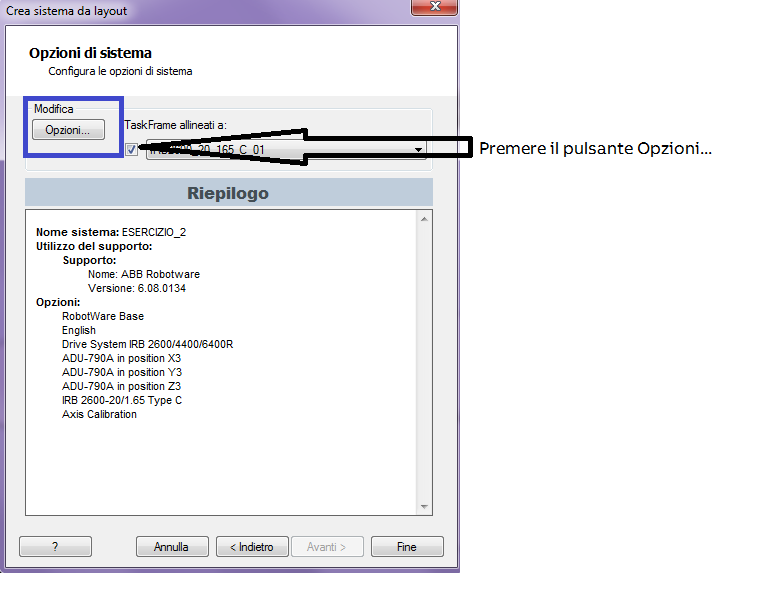 Crea sistema da layout
Opzioni di sistema
Configura le opzioni di sistema
Modifica
Opzioni...
TaskFrame allineati a:
Premere il pulsante Opzioni...
Riepilogo
Nome sistema: ESERCIZIO_2
Utilizzo del supporto:
Supporto:
Nome: ABB Robotware
Versione: 6.08.0134
Opzioni:
RobotWare Base
English
Drive System IRB 2600/4400/6400R
ADU-790A in position X3
ADU-790A in position Y3
ADU-790A in position Z3
IRB 2600-20/1.65 Type C
Axis Calibration
?
Annulla
< Indietro
Avanti >
Fine